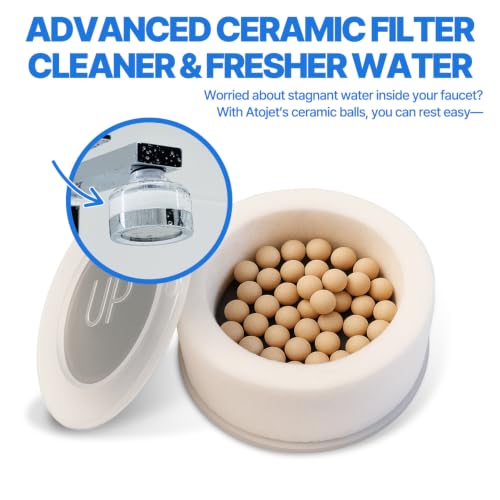 ADVANCED CERAMIC FILTER
CLEANER & FRESHER WATER
Worried about stagnant water inside your faucet?
With Atojet's ceramic balls, you can rest easy—
UP